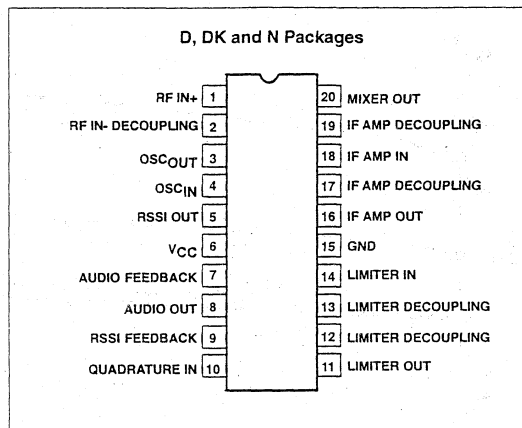 D, DK and N Packages
RF IN+ 1
20 MIXER OUT
RF IN- DECOUPLING 2
19 IF AMP DECOUPLING
OSCOUT 3
18 IF AMP IN
OSCIN 4
17 IF AMP DECOUPLING
RSSI OUT 5
16 IF AMP OUT
VCC 6
15 GND
AUDIO FEEDBACK 7
14 LIMITER IN
AUDIO OUT 8
13 LIMITER DECOUPLING
RSSI FEEDBACK 9
12 LIMITER DECOUPLING
QUADRATURE IN 10
11 LIMITER OUT